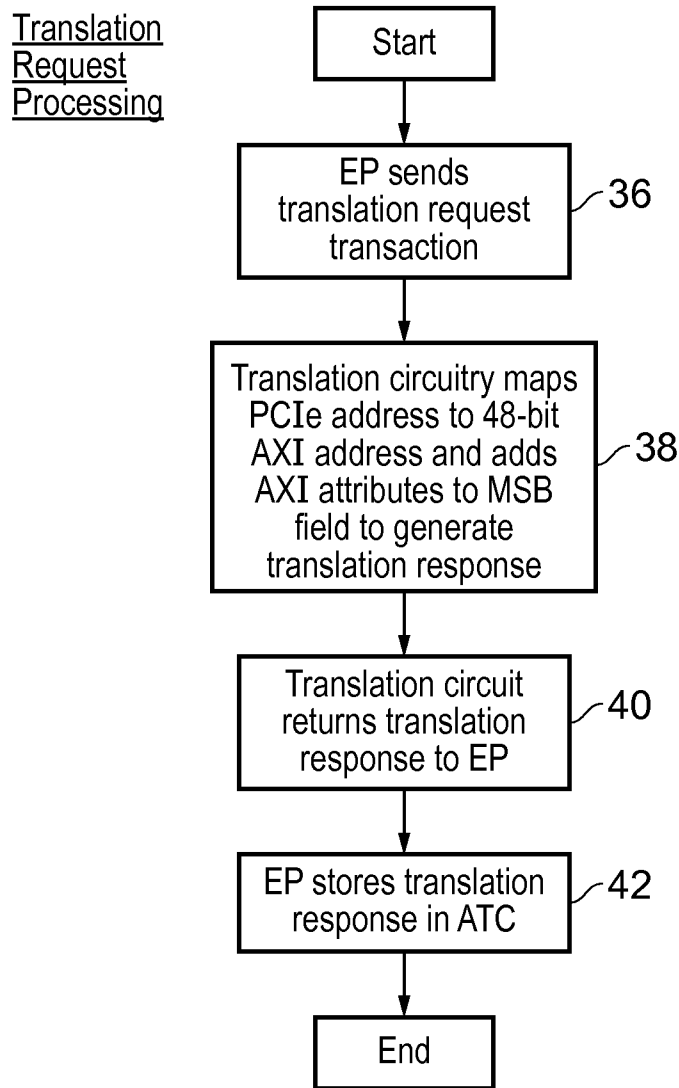 Translation
Request
Processing
Start
EP sends
translation request
transaction
36
Translation circuitry maps
PCIe address to 48-bit
AXI address and adds
AXI attributes to MSB
field to generate
translation response
38
Translation circuit
returns translation
response to EP
40
EP stores translation
response in ATC
42
End